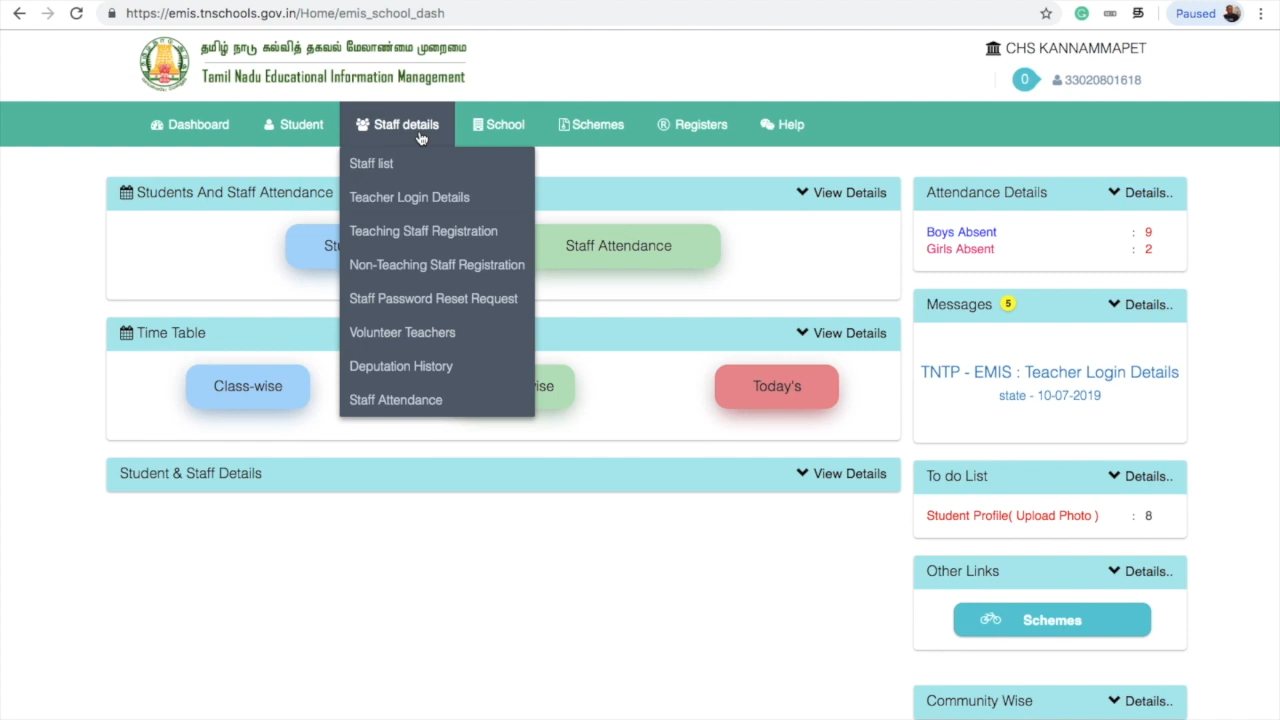 https://emis.tnschools.gov.in/Home/emis_school_dash
Paused
தமிழ் நாடு கல்வித் தகவல் மேலாண்மை முறைமை
Tamil Nadu Educational Information Management
CHS KANNAMMAPET
0
33020801618
Dashboard
Student
Staff details
School
Schemes
Registers
Help
Staff list
Teacher Login Details
Teaching Staff Registration
Non-Teaching Staff Registration
Staff Password Reset Request
Volunteer Teachers
Deputation History
Staff Attendance
Students And Staff Attendance
View Details
Staff Attendance
Time Table
View Details
Class-wise
Today's
Student & Staff Details
View Details
Attendance Details
Details..
Boys Absent : 9
Girls Absent : 2
Messages 5
Details..
TNTP - EMIS : Teacher Login Details
state - 10-07-2019
To do List
Details..
Student Profile( Upload Photo ) : 8
Other Links
Details..
Schemes
Community Wise
Details..